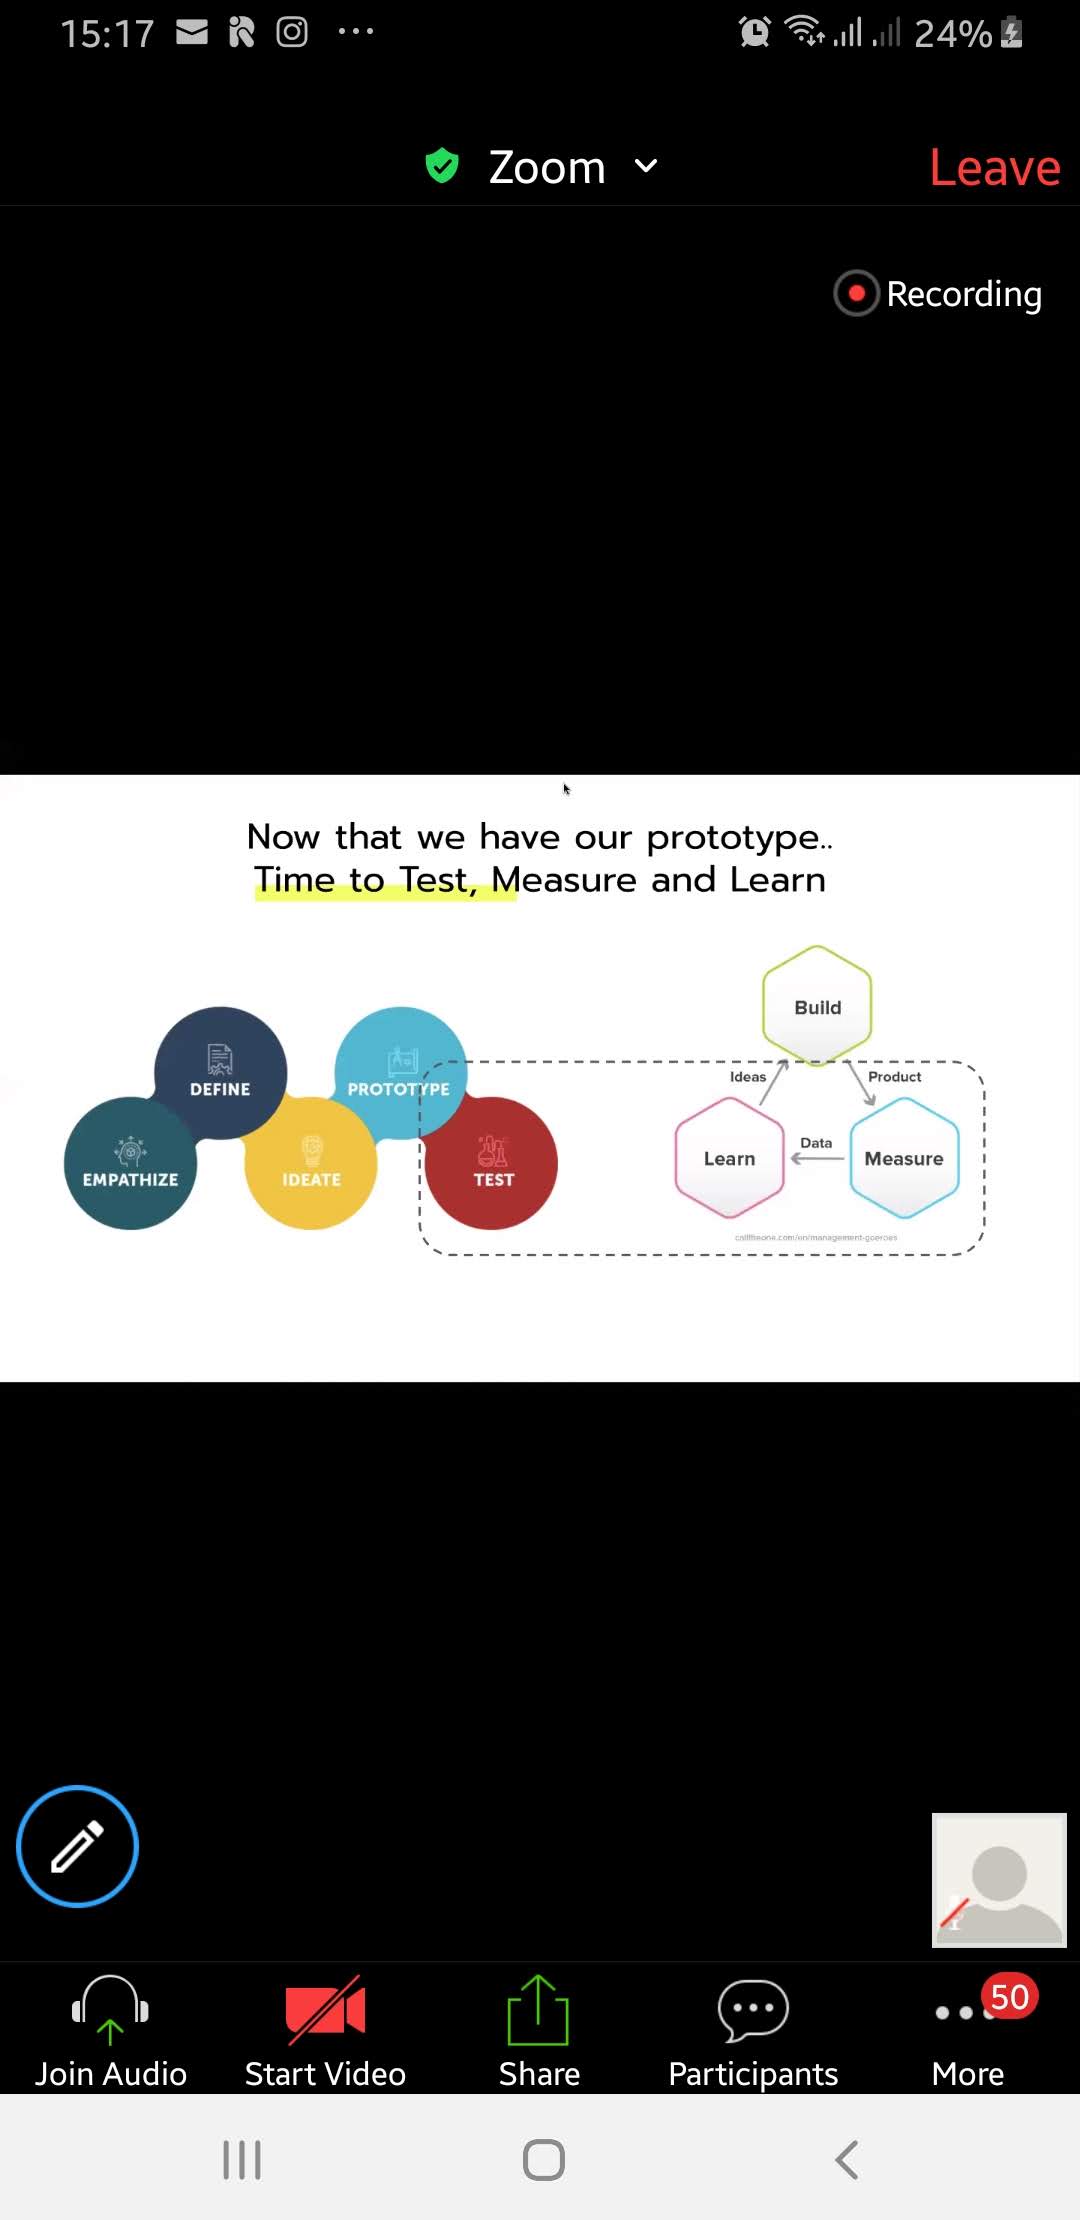 15:17
24%
Zoom
Leave
Recording
Now that we have our prototype..
Time to Test, Measure and Learn
Build
DEFINE
PROTOTYPE
Ideas
Product
EMPATHIZE
IDEATE
TEST
Learn
Data
Measure
50
Join Audio
Start Video
Share
Participants
More